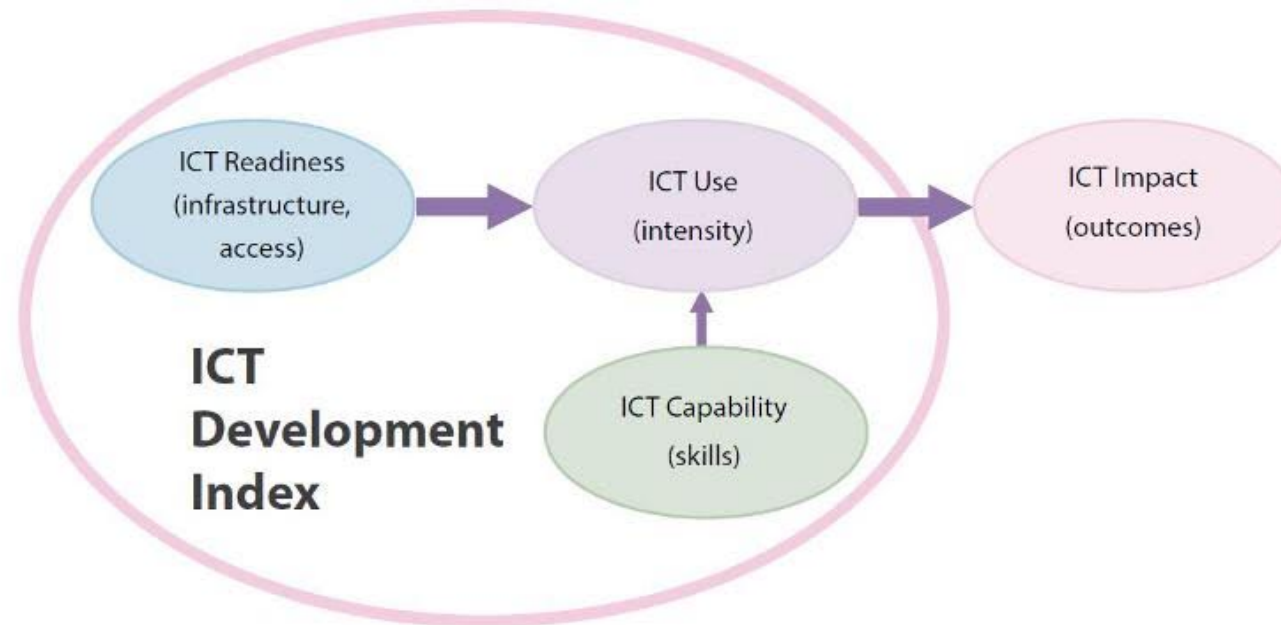 ICT Readiness
(infrastructure,
access)
ICT Use
(intensity)
ICT Impact
(outcomes)
ICT
Development
Index
ICT Capability
(skills)